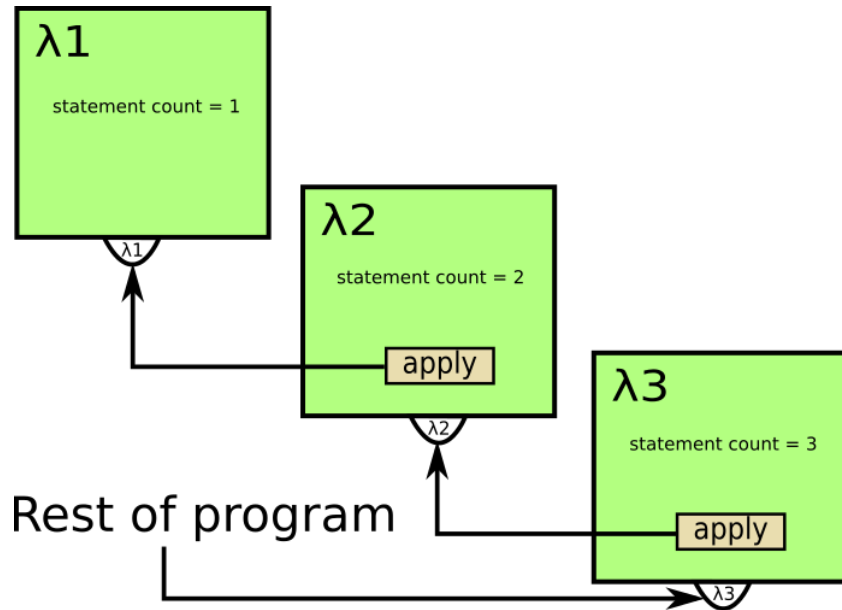 λ1
statement count = 1
λ1
λ2
statement count = 2
apply
λ2
λ3
statement count = 3
apply
λ3
Rest of program